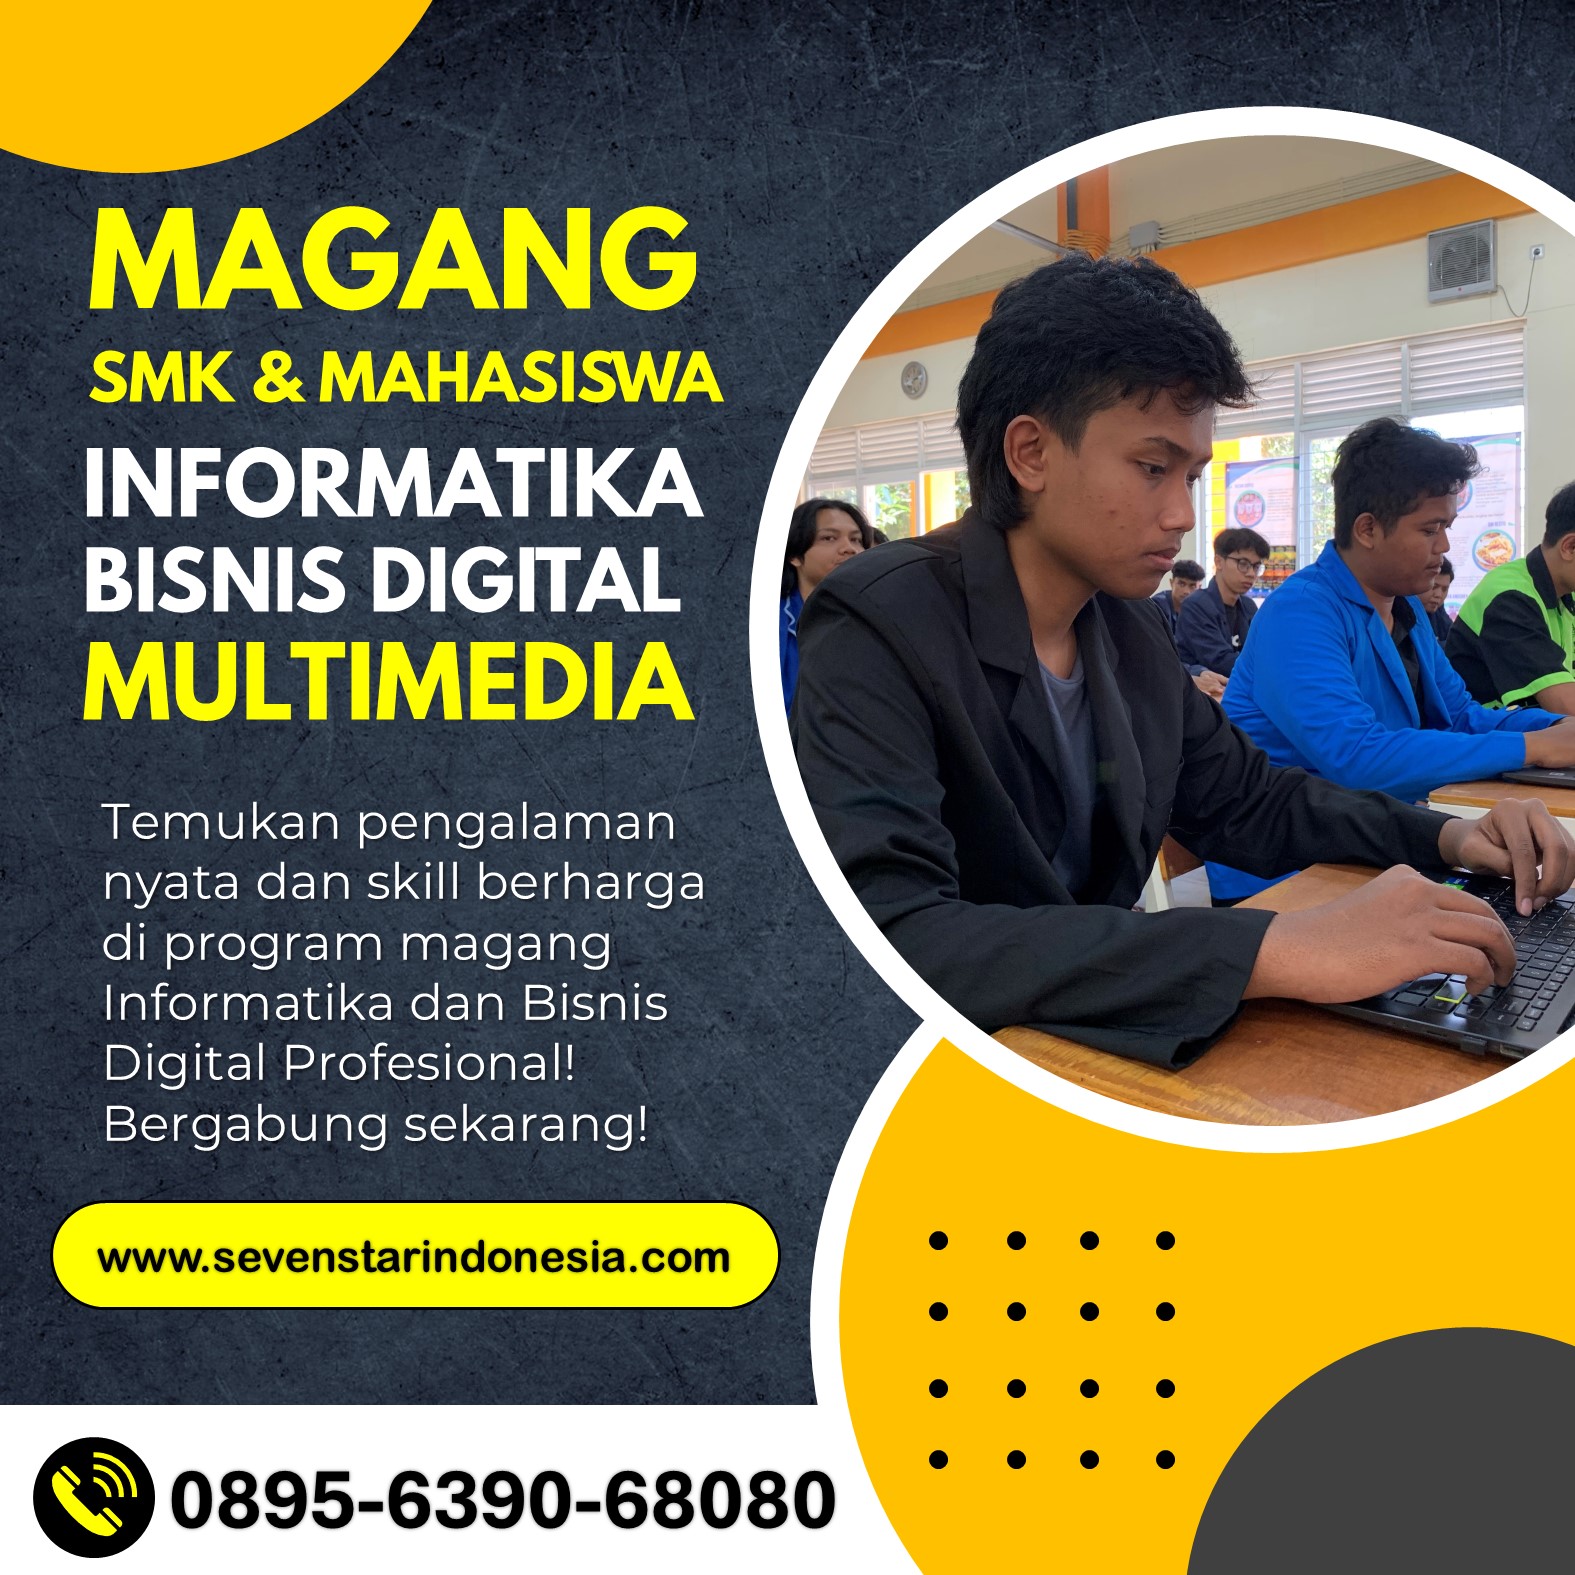 MAGANG
SMK & MAHASISWA
INFORMATIKA
BISNIS DIGITAL
MULTIMEDIA
Temukan pengalaman
nyata dan skill berharga
di program magang
Informatika dan Bisnis
Digital Profesional!
Bergabung sekarang!
www.sevenstarindonesia.com
0895-6390-68080